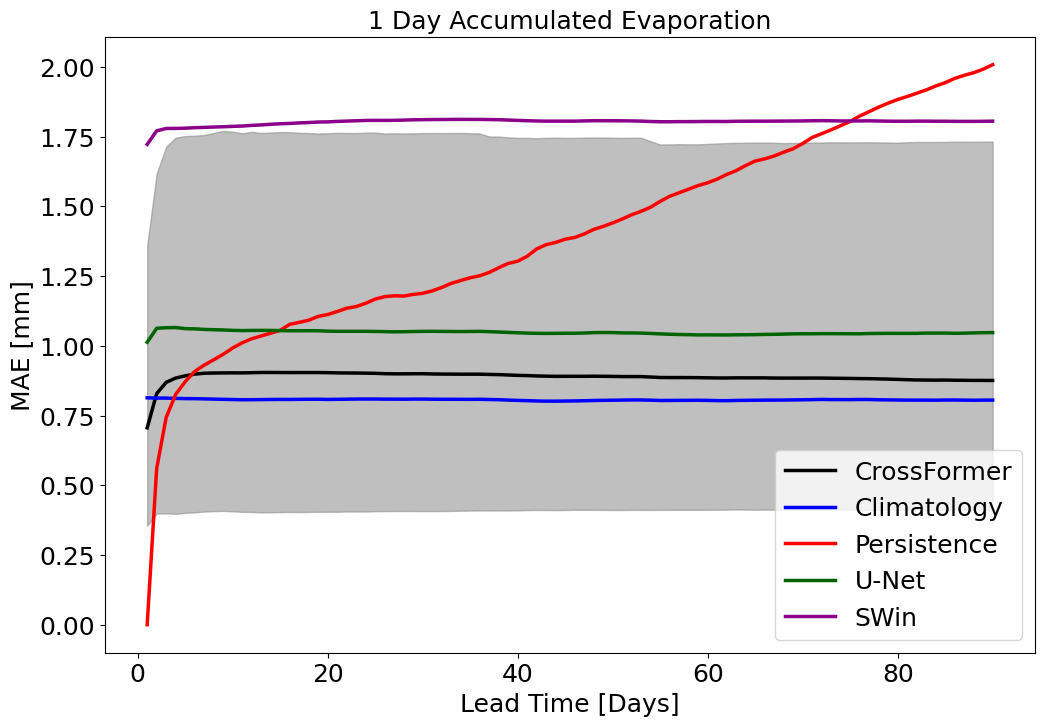 1 Day Accumulated Evaporation
MAE [mm]
2.00
1.75
1.50
1.25
1.00
0.75
0.50
0.25
0.00
0
20
40
60
80
Lead Time [Days]
CrossFormer
Climatology
Persistence
U-Net
SWin